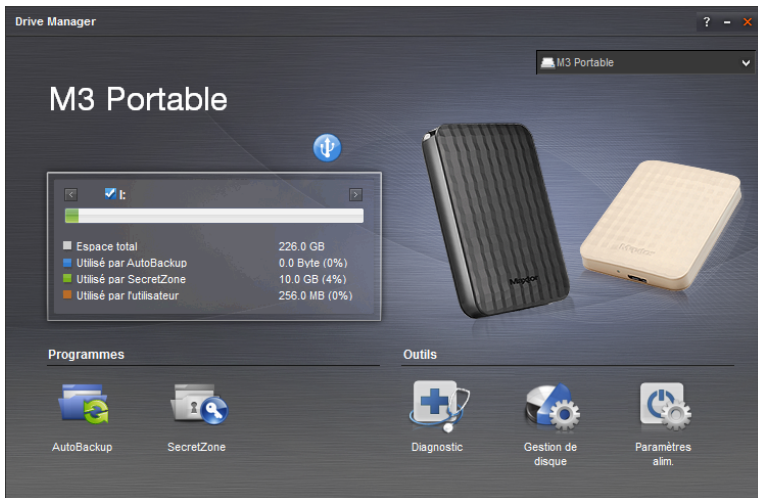 Drive Manager
? – ×
M3 Portable
M3 Portable
I:
Espace total 226.0 GB
Utilisé par AutoBackup 0.0 Byte (0%)
Utilisé par SecretZone 10.0 GB (4%)
Utilisé par l'utilisateur 256.0 MB (0%)
Maxtor
Maxtor
Programmes
Outils
AutoBackup
SecretZone
Diagnostic
Gestion de
disque
Paramètres
alim.